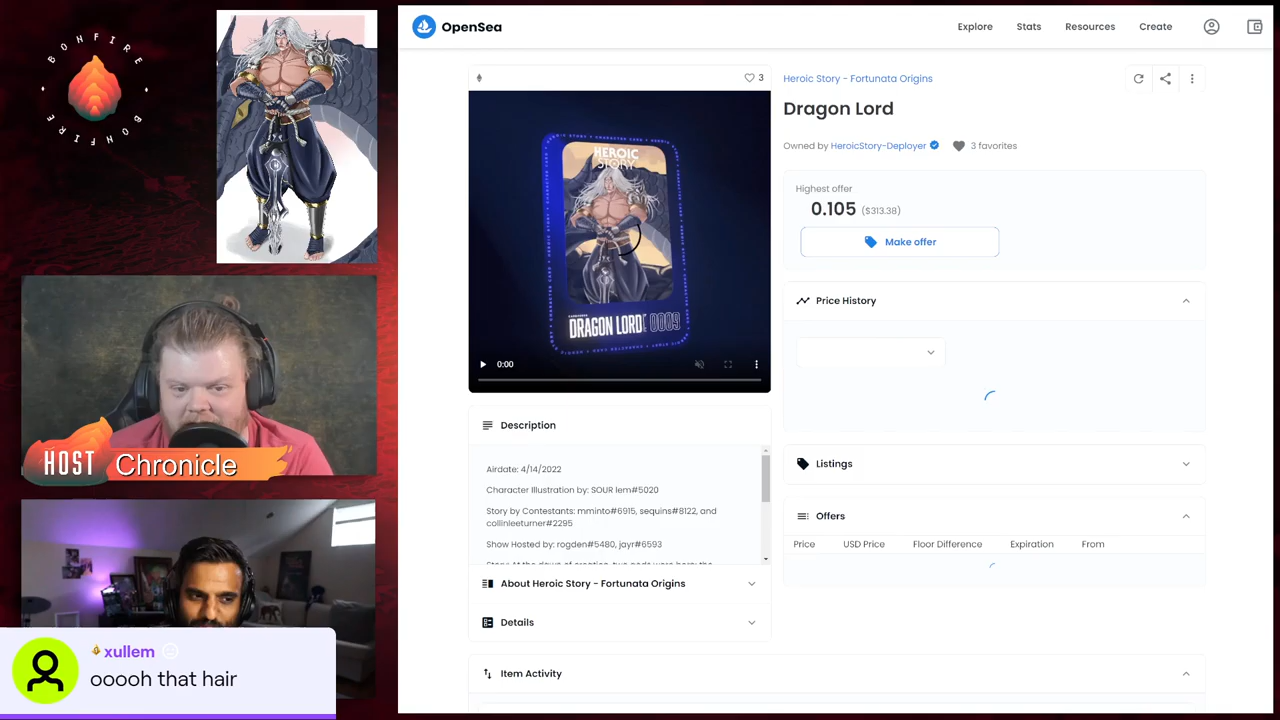 BONFIRE
BONFIRE
HOST Chronicle
xullem
ooooh that hair
OpenSea
Explore
Stats
Resources
Create
3
HEROIC
STORY
DRAGON LORD 0009
0:00
Heroic Story - Fortunata Origins
Dragon Lord
Owned by HeroicStory-Deployer
3 favorites
Highest offer
0.105 ($313.38)
Make offer
Price History
Listings
Offers
Price
USD Price
Floor Difference
Expiration
From
Description
Airdate: 4/14/2022
Character Illustration by: SOUR lem#5020
Story by Contestants: mminto#6915, sequins#8122, and
collinleeturner#2295
Show Hosted by: rogden#5480, jayr#6593
About Heroic Story - Fortunata Origins
Details
Item Activity